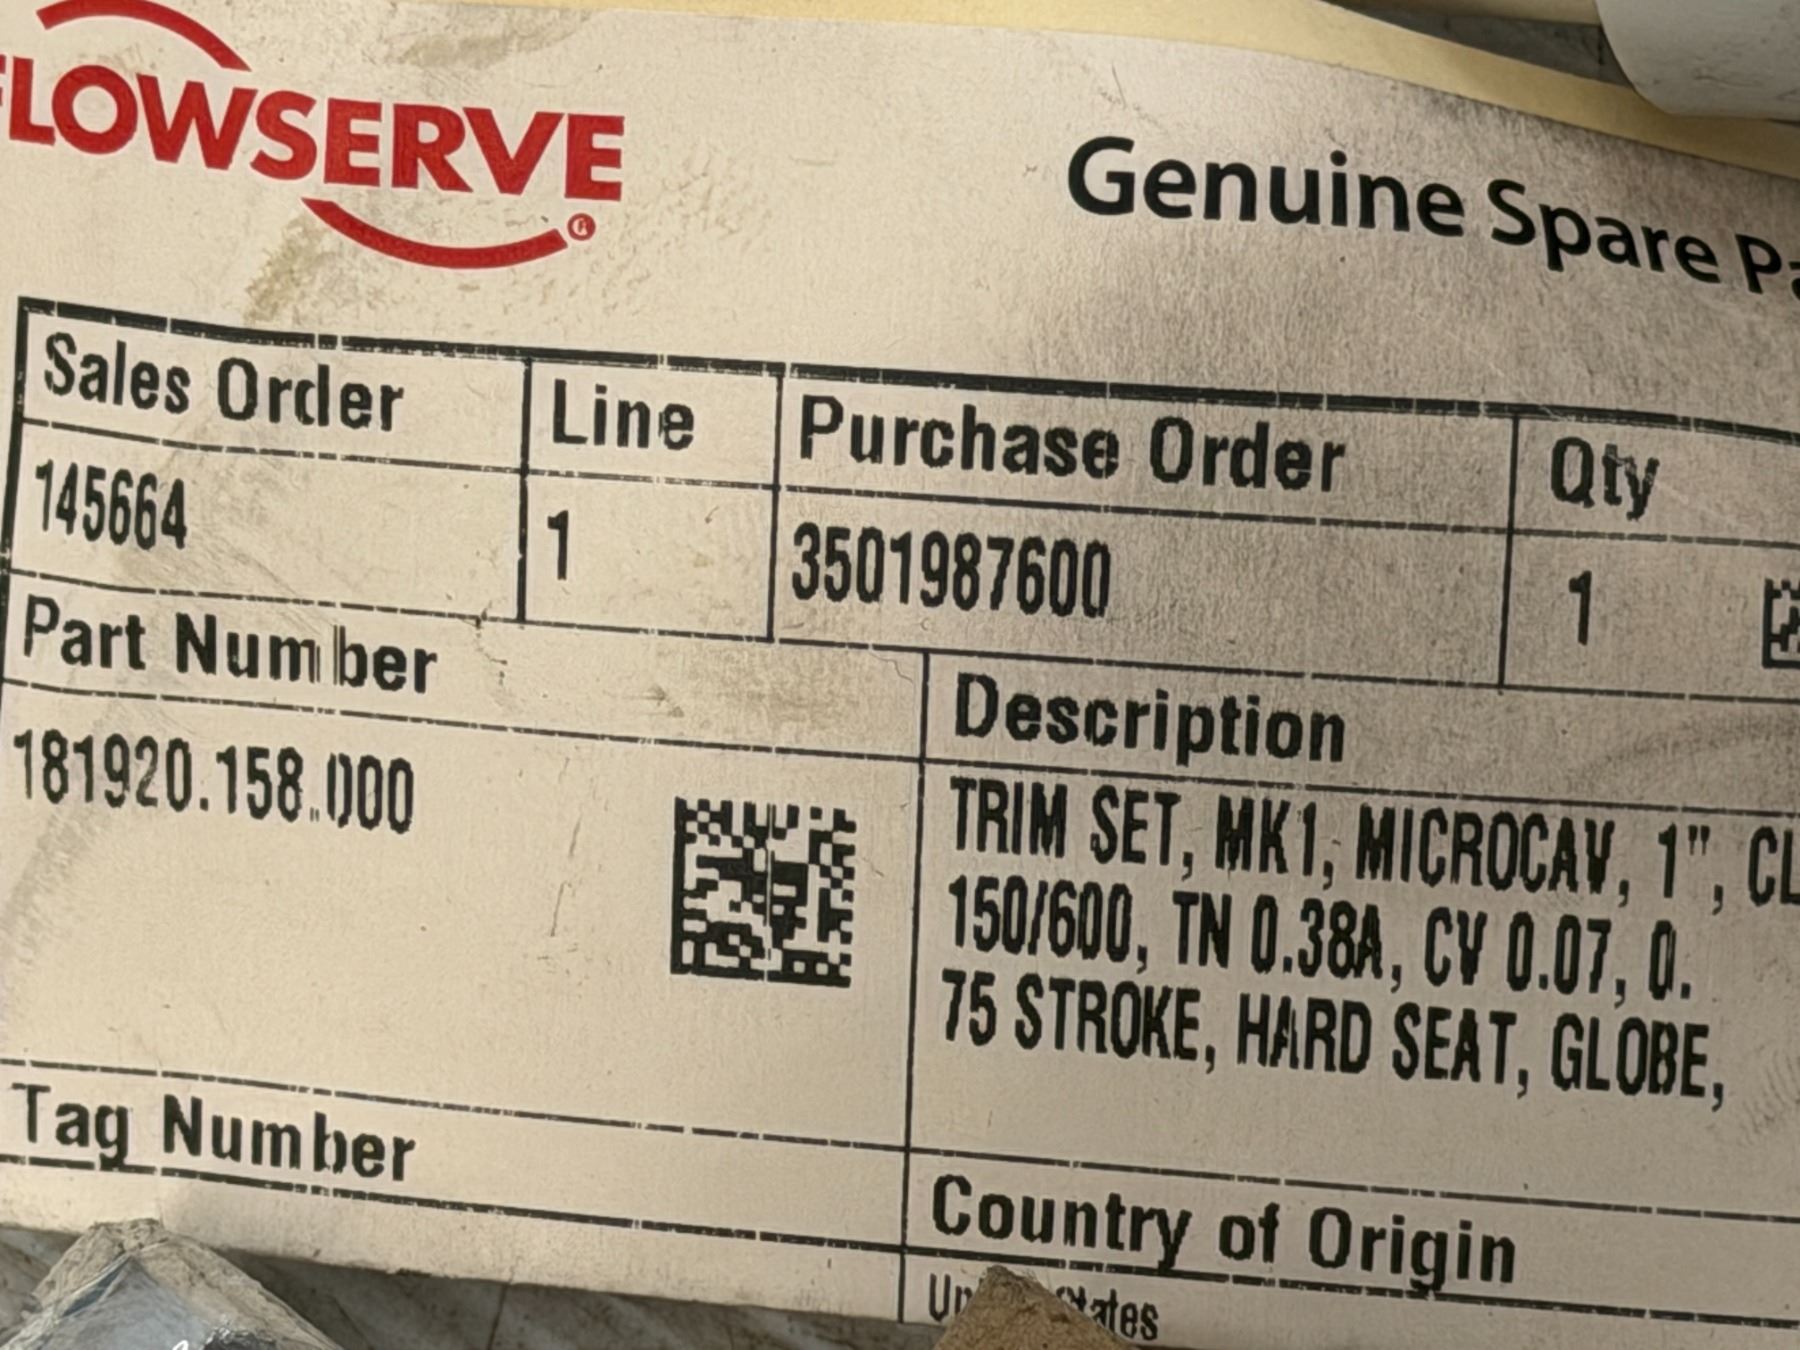 FLOWSERVE
Genuine Spare
Sales Order Line Purchase Order Qty
145664 1 3501987600 1
Part Number Description
181920.158.000
TRIM SET, MK1, MICROCAV, 1", CL
150/600, TN 0.38A, CV 0.07, 0.
75 STROKE, HARD SEAT, GLOBE,
Tag Number
Country of Origin